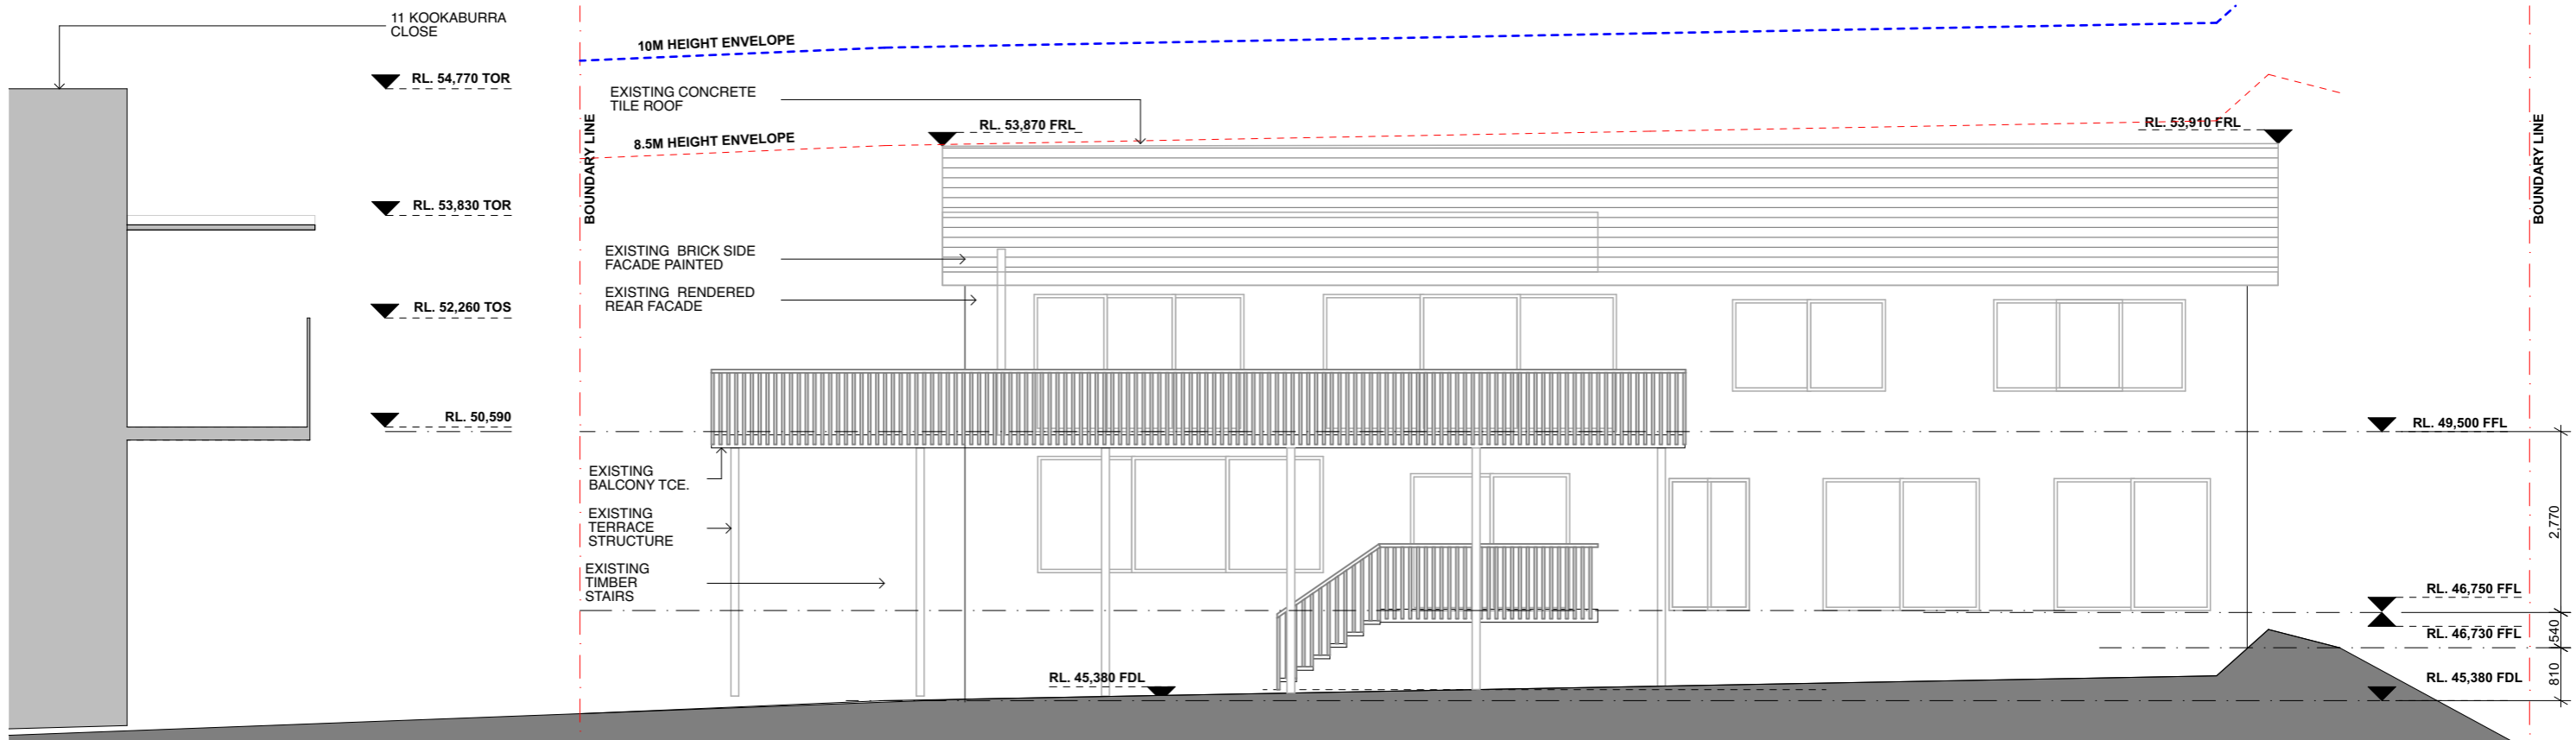 11 KOOKABURRA
CLOSE
RL. 54,770 TOR
RL. 53,830 TOR
RL. 52,260 TOS
RL. 50,590
BOUNDARY LINE
10M HEIGHT ENVELOPE
EXISTING CONCRETE
TILE ROOF
8.5M HEIGHT ENVELOPE
RL. 53,870 FRL
RL. 53,910 FRL
BOUNDARY LINE
EXISTING BRICK SIDE
FACADE PAINTED
EXISTING RENDERED
REAR FACADE
EXISTING
BALCONY TCE.
EXISTING
TERRACE
STRUCTURE
EXISTING
TIMBER
STAIRS
RL. 45,380 FDL
RL. 49,500 FFL
2,770
RL. 46,750 FFL
540
RL. 46,730 FFL
810
RL. 45,380 FDL